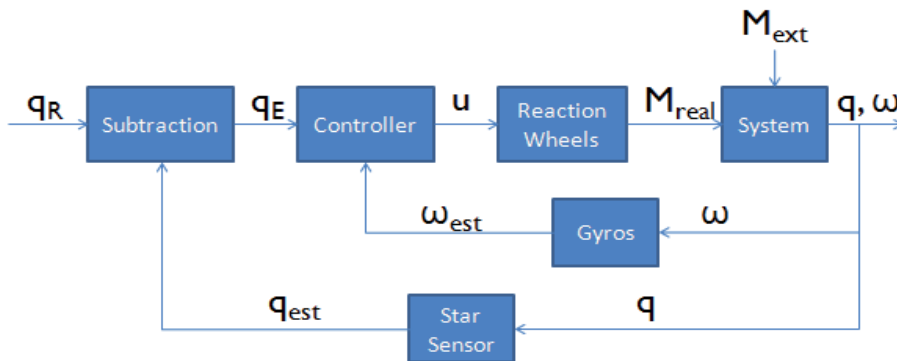 M_ext
q_R
Subtraction
q_E
Controller
u
Reaction
Wheels
M_real
System
q, ω
ω_est
Gyros
ω
q_est
Star
Sensor
q